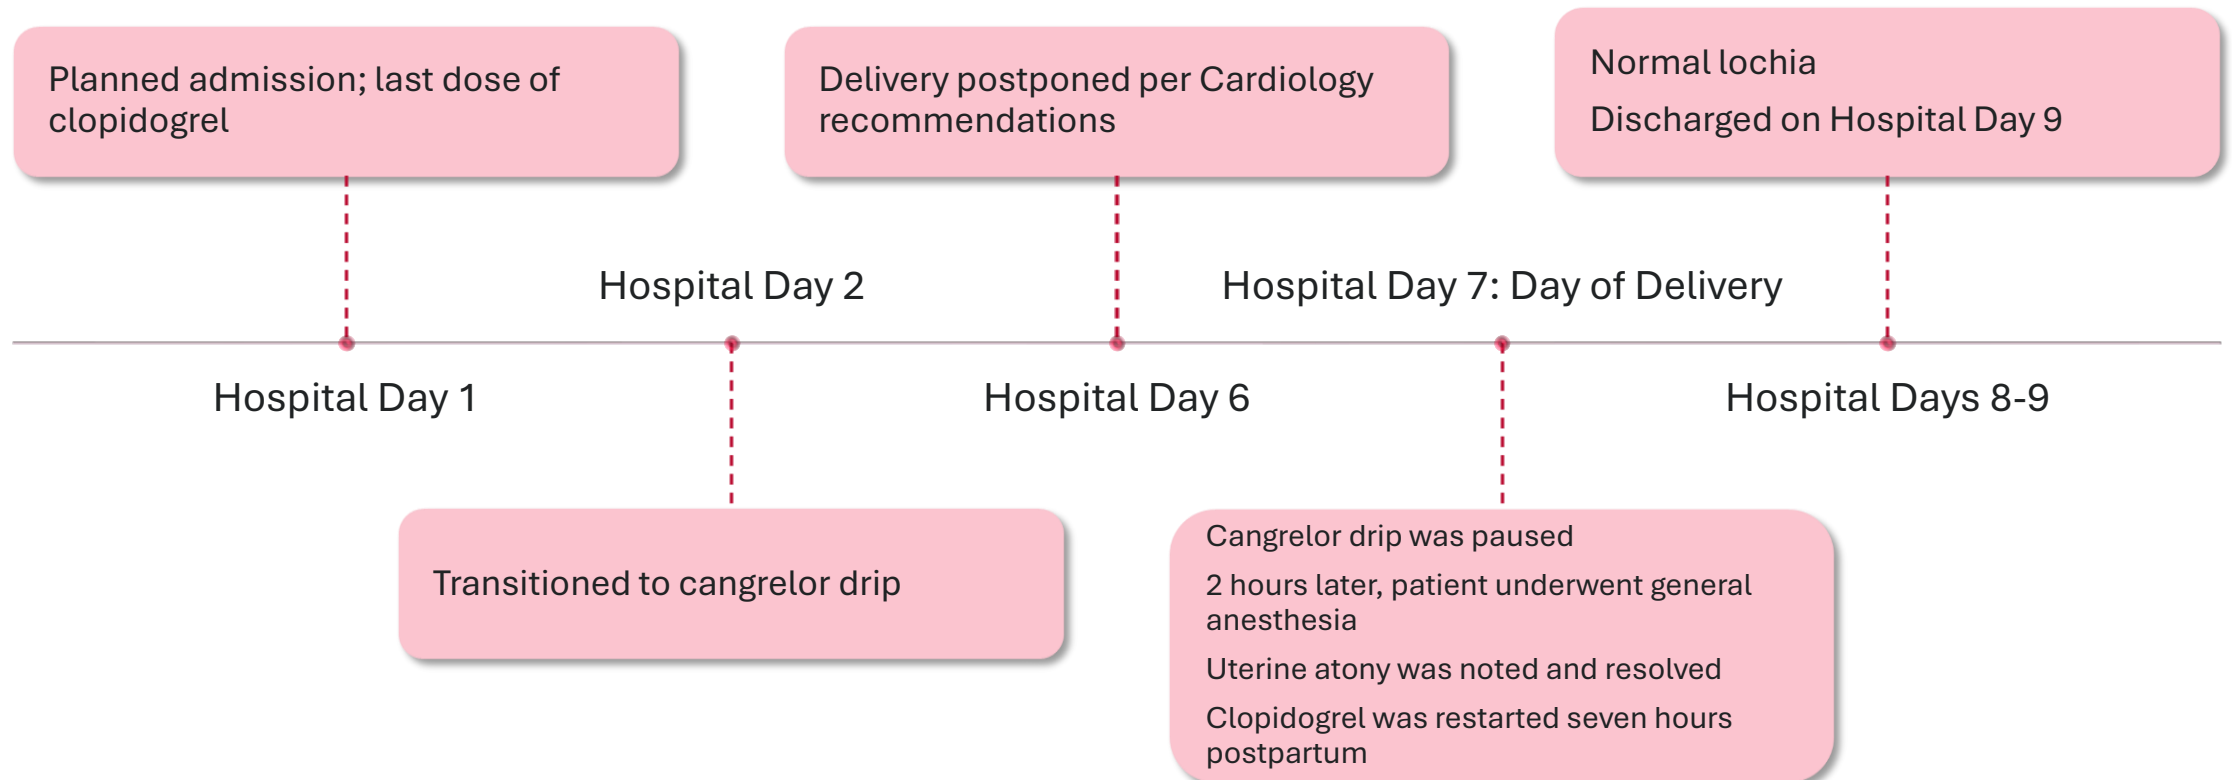 Planned admission; last dose of
clopidogrel
Delivery postponed per Cardiology
recommendations
Normal lochia
Discharged on Hospital Day 9
Hospital Day 2
Hospital Day 7: Day of Delivery
Hospital Day 1
Hospital Day 6
Hospital Days 8-9
Transitioned to cangrelor drip
Cangrelor drip was paused
2 hours later, patient underwent general
anesthesia
Uterine atony was noted and resolved
Clopidogrel was restarted seven hours
postpartum